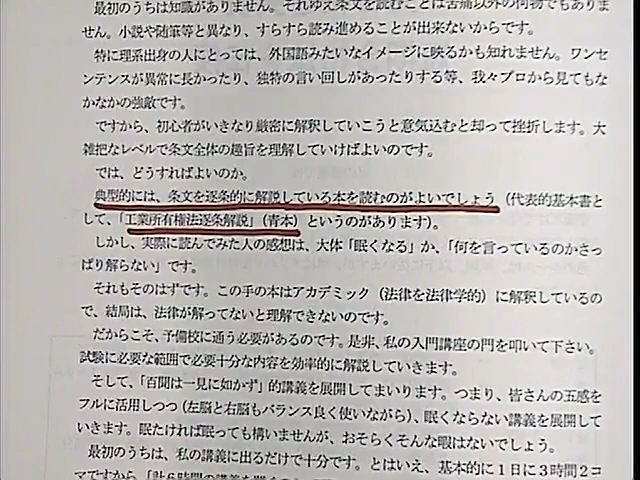 最初のうちは知識がありません。それゆえ条文を読むことは苦痛以外の何物でもありま
せん。小説や随筆等と異なり、すらすら読み進めることが出来ないからです。
特に理系出身の人にとっては、外国語みたいなイメージに映るかも知れません。ワンセ
ンテンスが異常に長かったり、独特の言い回しがあったりする等、我々プロから見てもな
かなかの強敵です。
ですから、初心者がいきなり厳密に解釈していこうと意気込むと却って挫折します。大
雑把なレベルで条文全体の趣旨を理解していけばよいのです。
では、どうすればよいのか。
典型的には、条文を逐条的に解説している本を読むのがよいでしょう（代表的基本書と
して、「工業所有権法逐条解説」（青本）というのがあります）。
しかし、実際に読んでみた人の感想は、大体「眠くなる」か、「何を言っているのかさっ
ぱり解らない」です。
それもそのはずです。この手の本はアカデミック（法律を法律学的）に解釈しているの
で、結局は、法律が解ってないと理解できないのです。
だからこそ、予備校に通う必要があるのです。是非、私の入門講座の門を叩いて下さい。
試験に必要な範囲で必要十分な内容を効率的に解説していきます。
そして、「百聞は一見に如かず」的講義を展開してまいります。つまり、皆さんの五感を
フルに活用しつつ（左脳と右脳もバランス良く使いながら）、眠くならない講義を展開して
いきます。眠たければ眠っても構いませんが、おそらくそんな暇はないでしょう。
最初のうちは、私の講義に出るだけで十分です。とはいえ、基本的に１日に３時間２コ
マですから、「計６時間の講義を